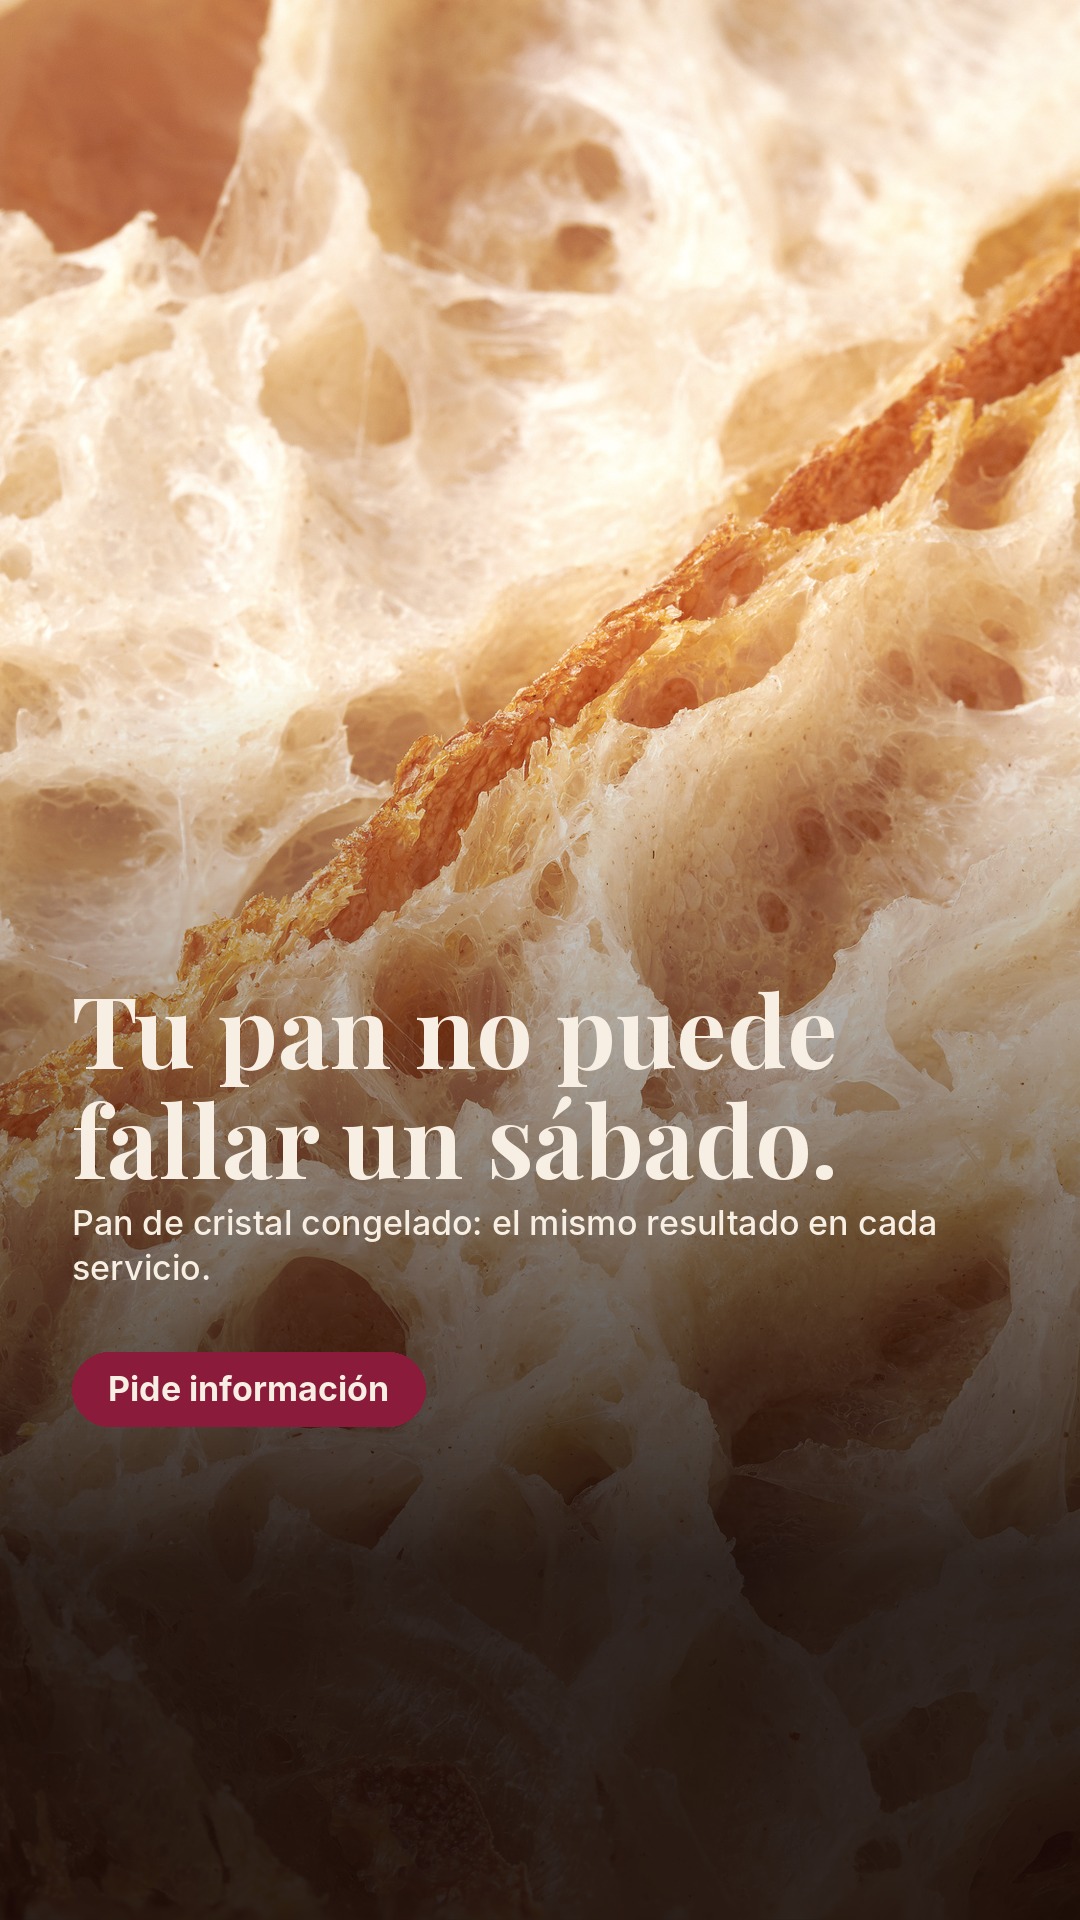 Tu pan no puede
fallar un sábado.
Pan de cristal congelado: el mismo resultado en cada
servicio.
Pide información